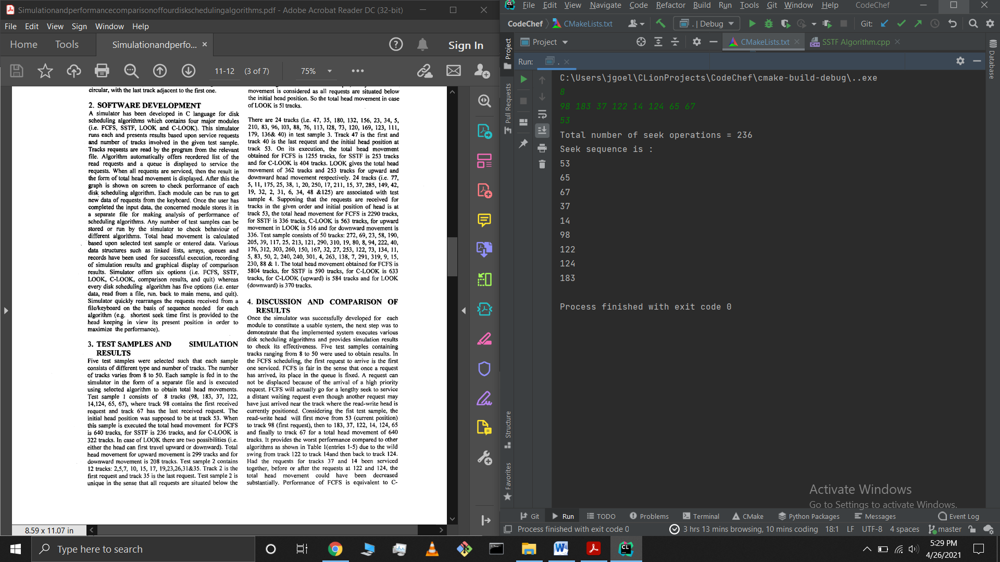 Simulationandperformancecomparisonoffourdiskschedulingalgorithms.pdf - Adobe Acrobat Reader DC (32-bit)
File Edit View Sign Window Help
Home Tools Simulationandperfo... × Sign In
11-12 (3 of 7) 75%
circular, with the last track adjacent to the first one.
2. SOFTWARE DEVELOPMENT
A simulator has been developed in C language for disk
scheduling algorithms which contains four major modules
(i.e. FCFS, SSTF, LOOK and C-LOOK). This simulator
runs each and presents results based upon service requests
and number of tracks involved in the given test sample.
Tracks requests are read by the program from the relevant
file. Algorithm automatically offers reordered list of the
read requests and a queue is displayed to service the
requests. When all requests are serviced, then the result in
the form of total head movement is displayed. After this the
graph is shown on screen to check performance of each
disk scheduling algorithm. Each module can be run to get
new data of requests from the keyboard. Once the user has
completed the input data, the concerned module stores it in
a separate file for making analysis of performance of
scheduling algorithms. Any number of test samples can be
stored or run by the simulator to check behaviour of
different algorithms. Total head movement is calculated
based upon selected test sample or entered data. Various
data structures such as linked lists, arrays, queues and
records have been used for successful execution, recording
of simulation results and graphical display of comparison
results. Simulator offers six options (i.e. FCFS, SSTF,
LOOK, C-LOOK, comparison results, and quit) whereas
every disk scheduling algorithm has five options (i.e. enter
data, read from a file, run. back to main menu, and quit).
Simulator quickly rearranges the requests received from a
file/keyboard on the basis of sequence needed for each
algorithm (e.g. shortest seek time first is provided to the
head keeping in view its present position in order to
maximize the performance).
3. TEST SAMPLES AND SIMULATION
RESULTS
Five test samples were selected such that each sample
consists of different type and number of tracks. The number
of tracks varies from 8 to 50. Each sample is fed in to the
simulator in the form of a separate file and is executed
using selected algorithm to obtain total head movements.
Test sample 1 consists of 8 tracks (98, 183, 37, 122,
14,124, 65, 67), where track 98 contains the first received
request and track 67 has the last received request. The
initial head position was supposed to be at track 53. When
this sample is executed the total head movement for FCFS
is 640 tracks, for SSTF is 236 tracks, and for C-LOOK is
322 tracks. In case of LOOK there are two possibilities (i.e.
either the head can first travel upward or downward). Total
head movement for upward movement is 299 tracks and for
downward movement is 208 tracks. Test sample 2 contains
12 tracks: 2,5,7, 10, 15, 17, 19,23,26,31&35. Track 2 is the
first request and track 35 is the last request. Test sample 2 is
unique in the sense that all requests are situated below the
movement is considered as all requests are situated below
the initial head position. So the total head movement in case
of LOOK is 51 tracks.
There are 24 tracks (i.e. 47, 35, 180, 132, 156, 23, 34, 5,
210, 83, 96, 103, 88, 76, 113, 128, 73, 120, 169, 123, 111,
179, 136& 40) in test sample 3. Track 47 is the first and
track 40 is the last request and the initial head position at
track 53. On its execution, the total head movement
obtained for FCFS is 1255 tracks, for SSTF is 253 tracks
and for C-LOOK is 404 tracks. LOOK gives the total head
movement of 362 tracks and 253 tracks for upward and
downward head movement respectively. 24 tracks (i.e. 77,
5, 11, 175, 25, 38, 1, 20, 250, 17, 211, 15, 37, 285, 149, 42,
19, 32, 2, 31, 6, 34, 48 &125) are associated with test
sample 4. Supposing that the requests are received for
tracks in the given order and initial position of head is at
track 53, the total head movement for FCFS is 2290 tracks,
for SSTF is 336 tracks, C-LOOK is 563 tracks, for upward
movement in LOOK is 516 and for downward movement is
336. Test sample consists of 50 tracks: 272, 69, 23, 58, 190,
205, 39, 117, 25, 213, 121, 290, 310, 19, 80, 8, 94, 222, 40,
176, 312, 303, 260, 150, 167, 32, 27, 253, 122, 73, 134, 11,
5, 83, 50, 2, 240, 240, 301, 4, 263, 138, 7, 291, 319, 9, 15,
230, 88 & 1. The total head movement obtained for FCFS is
5804 tracks, for SSTF is 590 tracks, for C-LOOK is 633
tracks, for C-LOOK (upward) is 584 tracks and for LOOK
(downward) is 370 tracks.
4. DISCUSSION AND COMPARISON OF
RESULTS
Once the simulator was successfully developed for each
module to constitute a usable system, the next step was to
demonstrate that the implemented system executes various
disk scheduling algorithms and provides simulation results
to check its effectiveness. Five test samples containing
tracks ranging from 8 to 50 were used to obtain results. In
the FCFS scheduling, the first request to arrive is the first
one serviced. FCFS is fair in the sense that once a request
has arrived, its place in the queue is fixed. A request can
not be displaced because of the arrival of a high priority
request. FCFS will actually go for a lengthy seek to service
a distant waiting request even though another request may
have just arrived near the track where the read-write head is
currently positioned. Considering the fist test sample, the
read-write head will first move from 53 (current position)
to track 98 (first request), then to 183, 37, 122, 14, 124, 65
and finally to track 67 for a total head movement of 640
tracks. It provides the worst performance compared to other
algorithms as shown in Table 1(entries 1-5) due to the wild
swing from track 122 to track 14and then back to track 124.
Had the requests for tracks 37 and 14 been serviced
together, before or after the requests at 122 and 124, the
total head movement could have been decreased
substantially. Performance of FCFS is equivalent to C-
8.59 x 11.07 in
File Edit View Navigate Code Refactor Build Run Tools Git Window Help CodeChef
CodeChef CMakeLists.txt . | Debug Git:
Project CMakeLists.txt SSTF Algorithm.cpp
Run: .
Project
Pull Requests
Structure
Favorites
Database
C:\Users\jgoel\CLionProjects\CodeChef\cmake-build-debug\..exe
8
98 183 37 122 14 124 65 67
53
Total number of seek operations = 236
Seek sequence is :
53
65
67
37
14
98
122
124
183
Process finished with exit code 0
Activate Windows
Go to Settings to activate Windows.
Git Run TODO Problems Terminal CMake Python Packages Messages Event Log
Process finished with exit code 0 3 hrs 13 mins browsing, 10 mins coding 18:1 LF UTF-8 4 spaces master
Type here to search
5:29 PM
4/26/2021